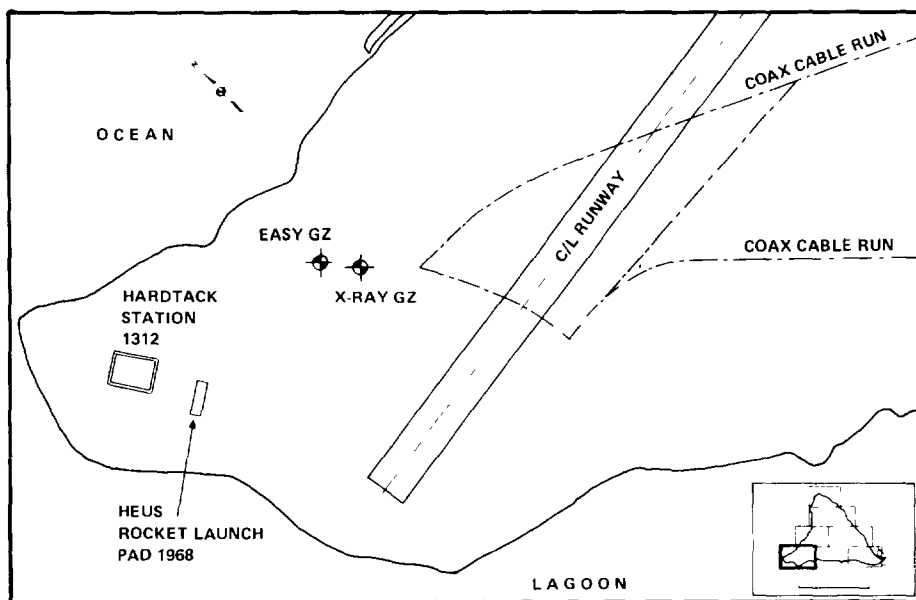 COAX CABLE RUN
N
OCEAN
C/L RUNWAY
EASY GZ
X-RAY GZ
COAX CABLE RUN
HARDTACK
STATION
1312
HEUS
ROCKET LAUNCH
PAD 1968
LAGOON